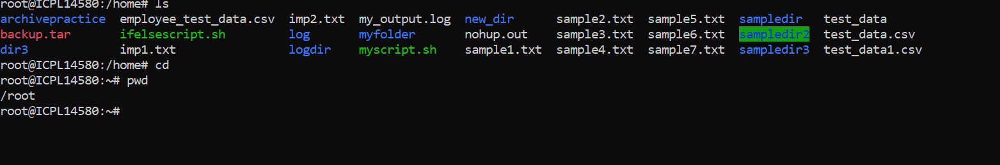 root@ICPL14580:/home# ls
archivepractice employee_test_data.csv imp2.txt my_output.log new_dir sample2.txt sample5.txt sampledir test_data
backup.tar ifelsescript.sh log myfolder nohup.out sample3.txt sample6.txt sampledir2 test_data.csv
dir3 imp1.txt logdir myscript.sh sample1.txt sample4.txt sample7.txt sampledir3 test_data1.csv
root@ICPL14580:/home# cd
root@ICPL14580:~# pwd
/root
root@ICPL14580:~#